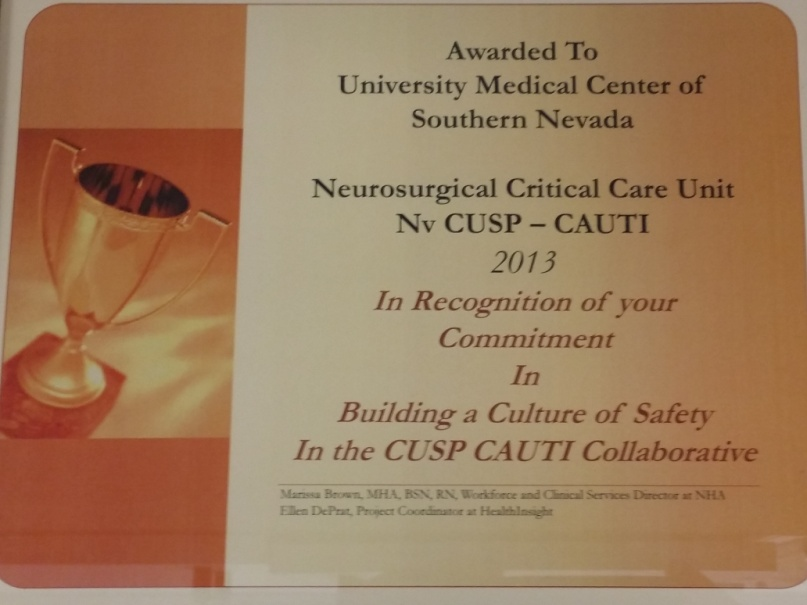 Awarded To
University Medical Center of
Southern Nevada
Neurosurgical Critical Care Unit
Nv CUSP – CAUTI
2013
In Recognition of your
Commitment
In
Building a Culture of Safety
In the CUSP CAUTI Collaborative
Marissa Brown, MHA, BSN, RN, Workforce and Clinical Services Director at NHA
Ellen DePrat, Project Coordinator at HealthInsight